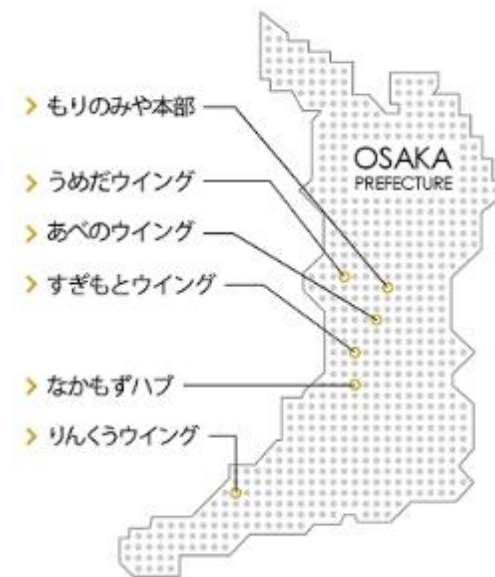 もりのみや本部
OSAKA
PREFECTURE
うめだウイング
あべのウイング
すぎもとウイング
なかもずハブ
りんくうウイング